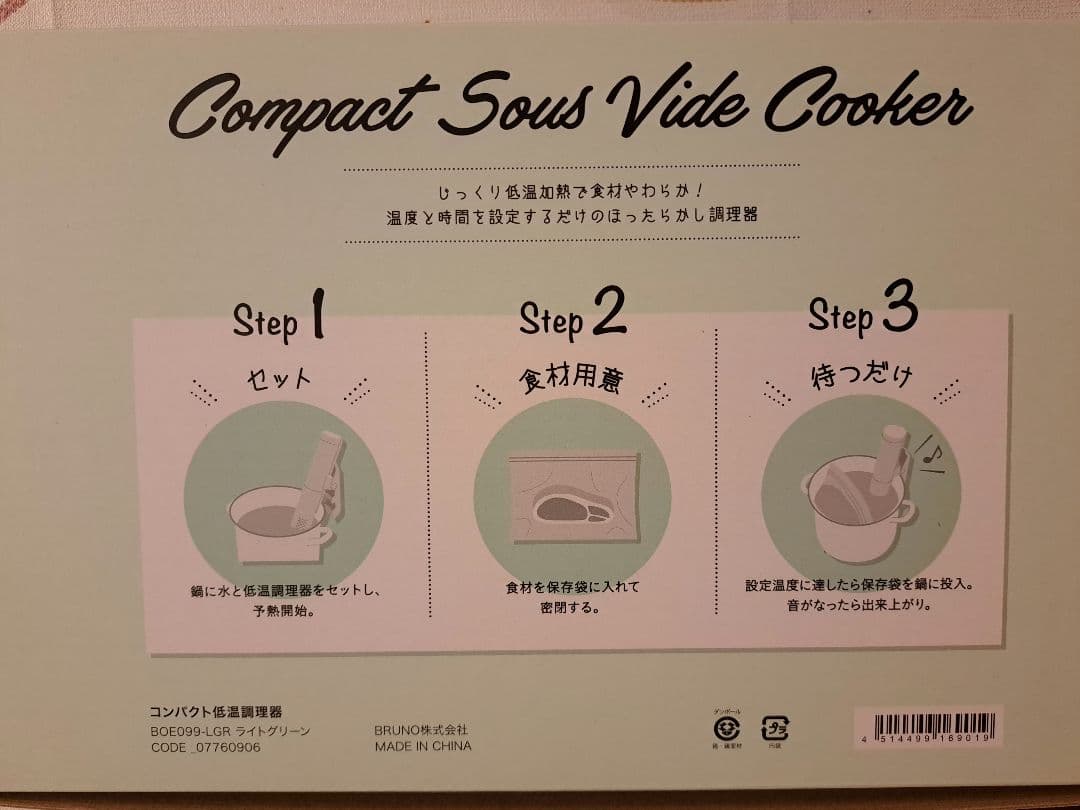 Compact Sous Vide Cooker
じっくり低温加熱で食材やわらか!
温度と時間を設定するだけのほったらかし調理器
Step 1
セット
鍋に水と低温調理器をセットし、
予熱開始。
Step 2
食材用意
食材を保存袋に入れて
密閉する。
Step 3
待つだけ
設定温度に達したら保存袋を鍋に投入。
音がなったら出来上がり。
コンパクト低温調理器
BOE099-LGR ライトグリーン
CODE _07760906
BRUNO株式会社
MADE IN CHINA
ダンボール
箱・緩衝材
プラ
内袋
4 514499 169019